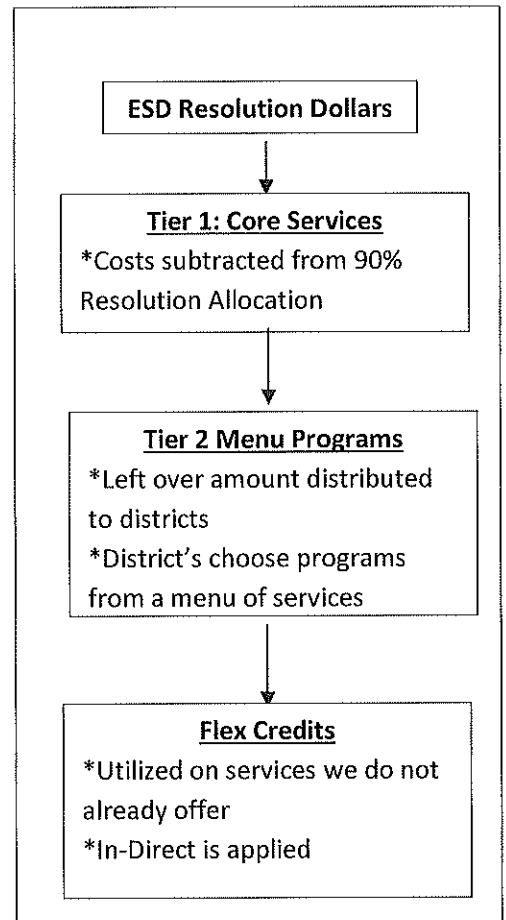 ESD Resolution Dollars
Tier 1: Core Services
*Costs subtracted from 90%
Resolution Allocation
Tier 2 Menu Programs
*Left over amount distributed
to districts
*District's choose programs
from a menu of services
Flex Credits
*Utilized on services we do not
already offer
*In-Direct is applied